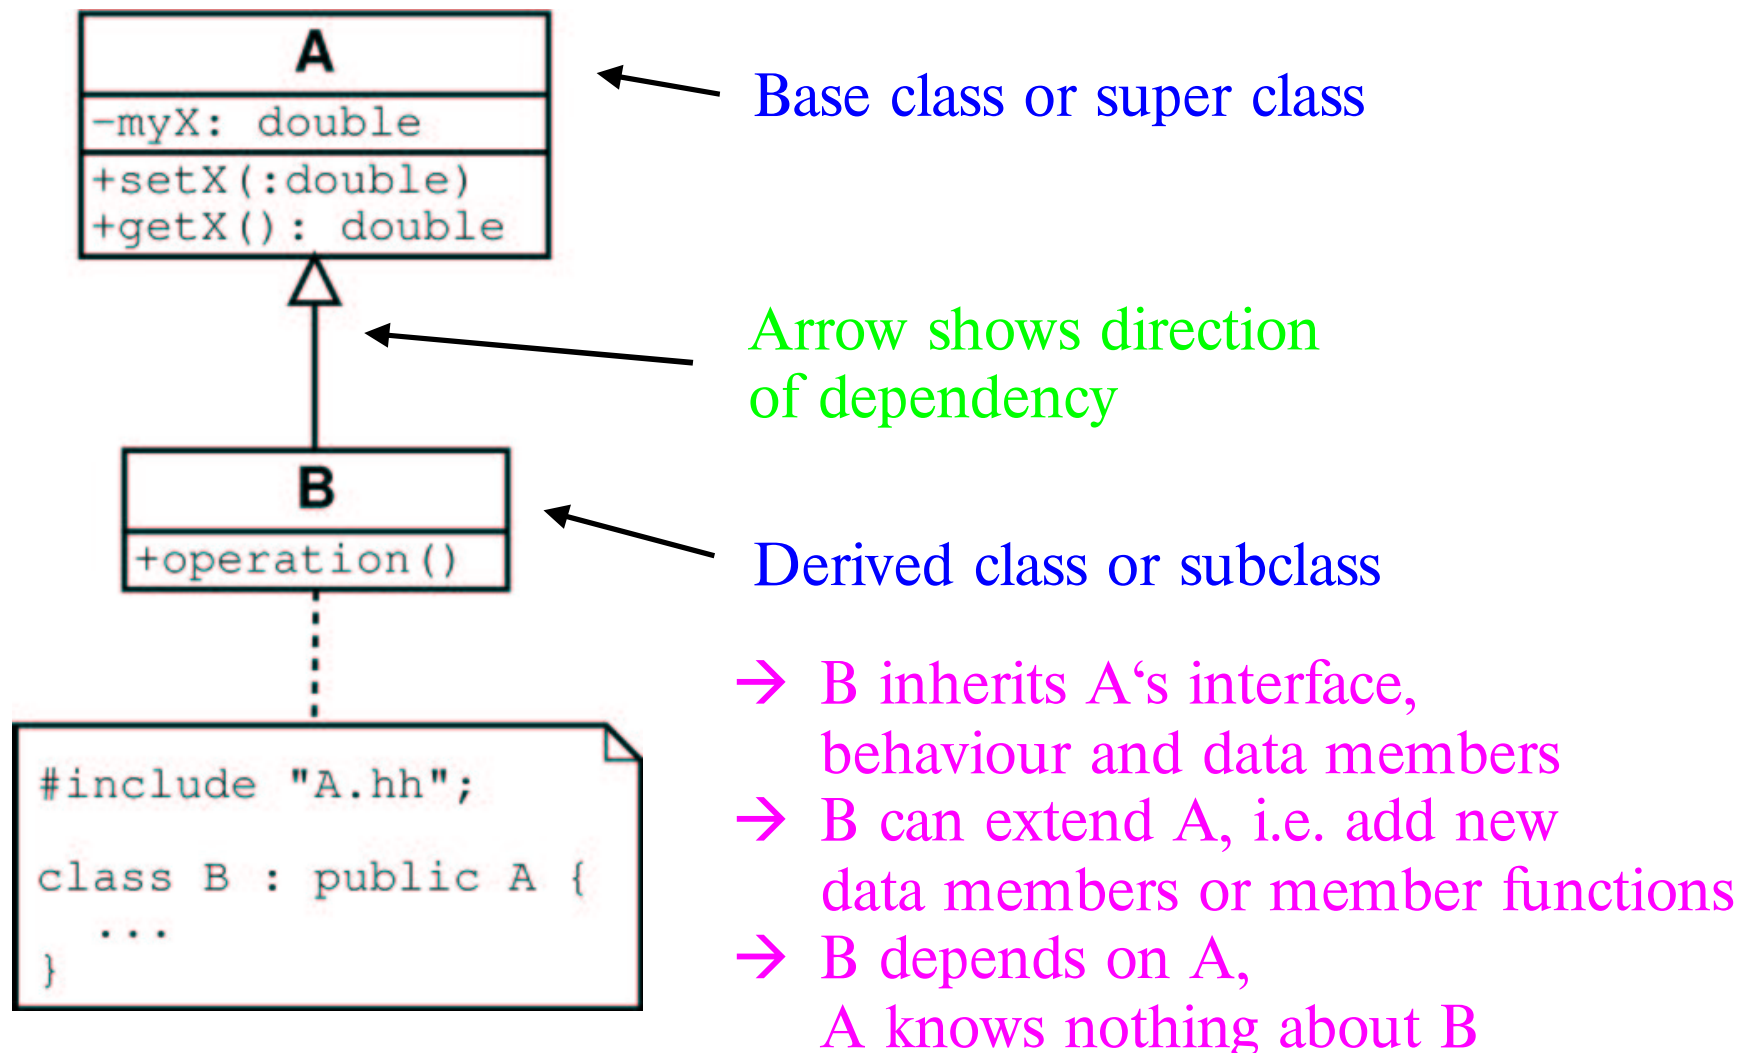 A
-myX: double
+setX(:double)
+getX(): double
Base class or super class
Arrow shows direction
of dependency
B
+operation()
Derived class or subclass
#include "A.hh";
class B : public A {
...
}
→ B inherits A‘s interface,
behaviour and data members
→ B can extend A, i.e. add new
data members or member functions
→ B depends on A,
A knows nothing about B